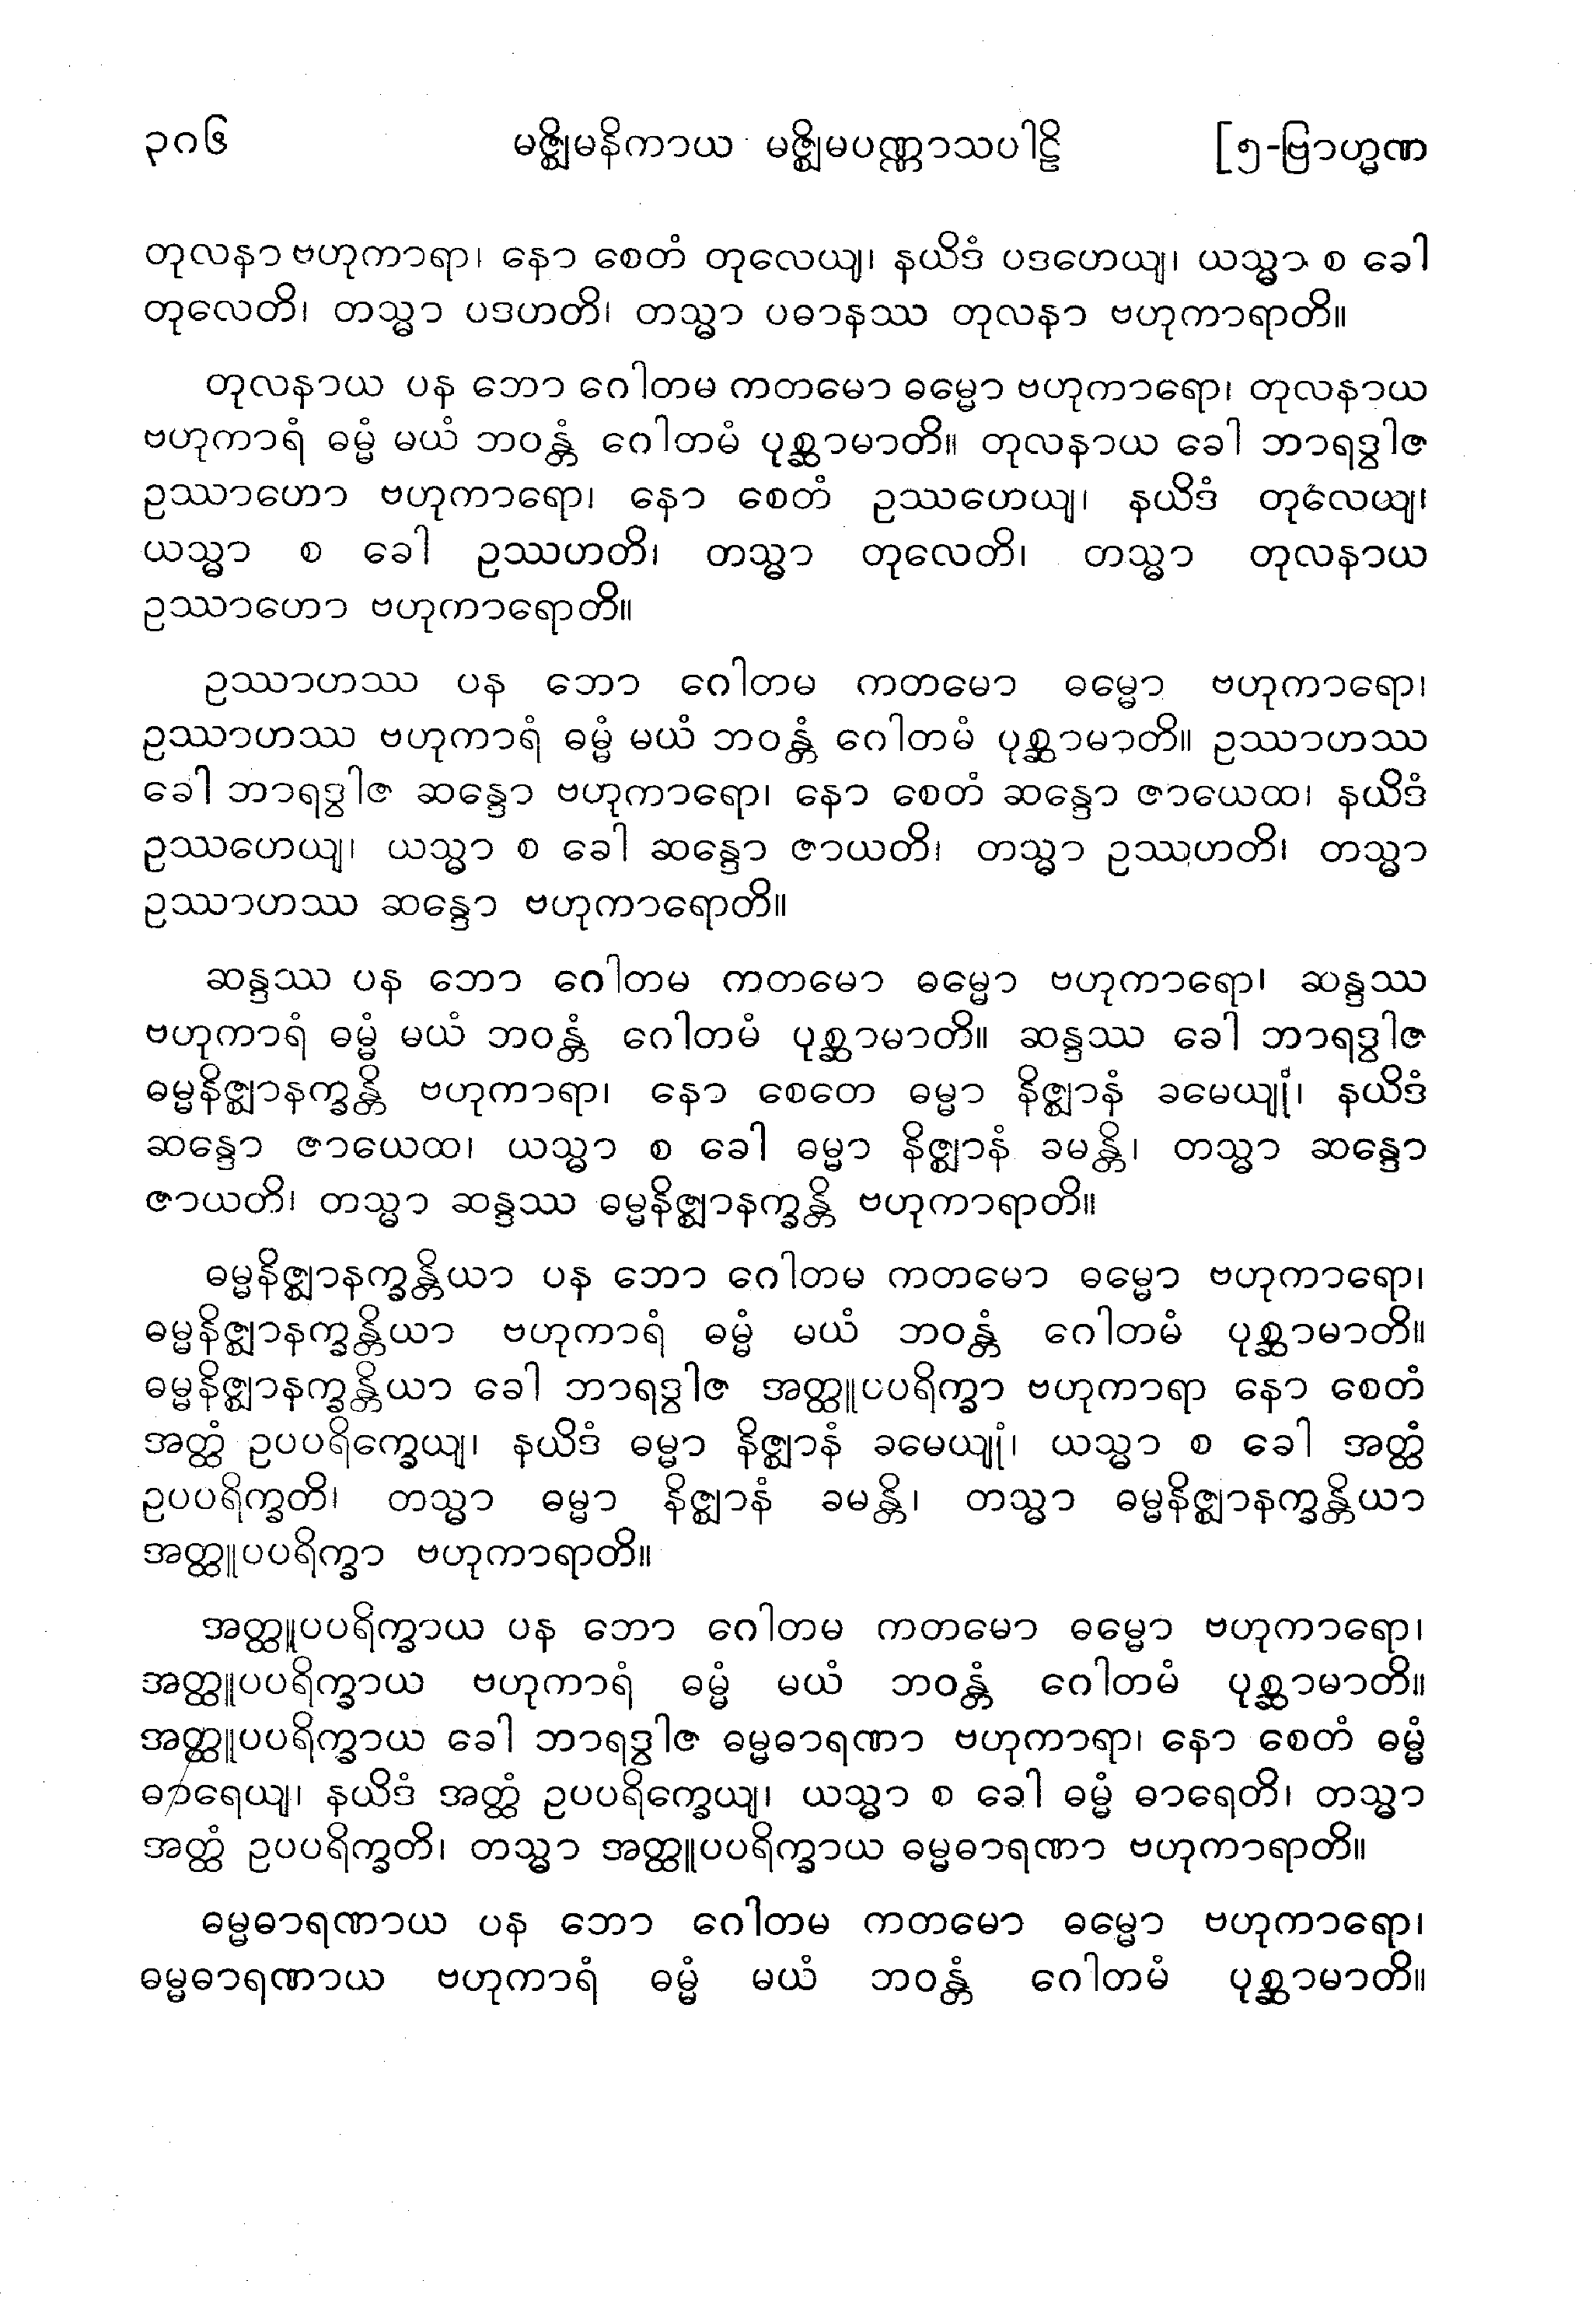 ၃၈၆ မဇ္ဈိမနိကာယ မဇ္ဈိမပဏ္ဏာသပါဠိ [၅-ဗြာဟ္မဏ
တုလနာ ဗဟုကာရာ၊ နော စေတံ တုလေယျ၊ နယိဒံ ပဒဟေယျ၊ ယသ္မာ စ ခေါ
တုလေတိ၊ တသ္မာ ပဒဟတိ၊ တသ္မာ ပဓာနဿ တုလနာ ဗဟုကာရာတိ။
တုလနာယ ပန ဘော ဂေါတမ ကတမော ဓမ္မော ဗဟုကာရော၊ တုလနာယ
ဗဟုကာရံ ဓမ္မံ မယံ ဘဝန္တံ ဂေါတမံ ပုစ္ဆာမာတိ။ တုလနာယ ခေါ ဘာရဒွါဇ
ဥဿာဟော ဗဟုကာရော၊ နော စေတံ ဥဿဟေယျ၊ နယိဒံ တုလေယျ၊
ယသ္မာ စ ခေါ ဥဿဟတိ၊ တသ္မာ တုလေတိ၊ တသ္မာ တုလနာယ
ဥဿာဟော ဗဟုကာရောတိ။
ဥဿာဟဿ ပန ဘော ဂေါတမ ကတမော ဓမ္မော ဗဟုကာရော၊
ဥဿာဟဿ ဗဟုကာရံ ဓမ္မံ မယံ ဘဝန္တံ ဂေါတမံ ပုစ္ဆာမာတိ။ ဥဿာဟဿ
ခေါ ဘာရဒွါဇ ဆန္ဒော ဗဟုကာရော၊ နော စေတံ ဆန္ဒော ဇာယေထ၊ နယိဒံ
ဥဿဟေယျ၊ ယသ္မာ စ ခေါ ဆန္ဒော ဇာယတိ၊ တသ္မာ ဥဿဟတိ၊ တသ္မာ
ဥဿာဟဿ ဆန္ဒော ဗဟုကာရောတိ။
ဆန္ဒဿ ပန ဘော ဂေါတမ ကတမော ဓမ္မော ဗဟုကာရော၊ ဆန္ဒဿ
ဗဟုကာရံ ဓမ္မံ မယံ ဘဝန္တံ ဂေါတမံ ပုစ္ဆာမာတိ။ ဆန္ဒဿ ခေါ ဘာရဒွါဇ
ဓမ္မနိဇ္ဈာနက္ခန္တိ ဗဟုကာရာ၊ နော စေတေ ဓမ္မာ နိဇ္ဈာနံ ခမေယျုံ၊ နယိဒံ
ဆန္ဒော ဇာယေထ၊ ယသ္မာ စ ခေါ ဓမ္မာ နိဇ္ဈာနံ ခမန္တိ၊ တသ္မာ ဆန္ဒော
ဇာယတိ၊ တသ္မာ ဆန္ဒဿ ဓမ္မနိဇ္ဈာနက္ခန္တိ ဗဟုကာရာတိ။
ဓမ္မနိဇ္ဈာနက္ခန္တိယာ ပန ဘော ဂေါတမ ကတမော ဓမ္မော ဗဟုကာရော၊
ဓမ္မနိဇ္ဈာနက္ခန္တိယာ ဗဟုကာရံ ဓမ္မံ မယံ ဘဝန္တံ ဂေါတမံ ပုစ္ဆာမာတိ။
ဓမ္မနိဇ္ဈာနက္ခန္တိယာ ခေါ ဘာရဒွါဇ အတ္ထူပပရိက္ခာ ဗဟုကာရာ နော စေတံ
အတ္ထံ ဥပပရိက္ခေယျ၊ နယိဒံ ဓမ္မာ နိဇ္ဈာနံ ခမေယျုံ၊ ယသ္မာ စ ခေါ အတ္ထံ
ဥပပရိက္ခတိ၊ တသ္မာ ဓမ္မာ နိဇ္ဈာနံ ခမန္တိ၊ တသ္မာ ဓမ္မနိဇ္ဈာနက္ခန္တိယာ
အတ္ထူပပရိက္ခာ ဗဟုကာရာတိ။
အတ္ထူပပရိက္ခာယ ပန ဘော ဂေါတမ ကတမော ဓမ္မော ဗဟုကာရော၊
အတ္ထူပပရိက္ခာယ ဗဟုကာရံ ဓမ္မံ မယံ ဘဝန္တံ ဂေါတမံ ပုစ္ဆာမာတိ။
အတ္ထူပပရိက္ခာယ ခေါ ဘာရဒွါဇ ဓမ္မဓာရဏာ ဗဟုကာရာ၊ နော စေတံ ဓမ္မံ
ဓာရေယျ၊ နယိဒံ အတ္ထံ ဥပပရိက္ခေယျ၊ ယသ္မာ စ ခေါ ဓမ္မံ ဓာရေတိ၊ တသ္မာ
အတ္ထံ ဥပပရိက္ခတိ၊ တသ္မာ အတ္ထူပပရိက္ခာယ ဓမ္မဓာရဏာ ဗဟုကာရာတိ။
ဓမ္မဓာရဏာယ ပန ဘော ဂေါတမ ကတမော ဓမ္မော ဗဟုကာရော၊
ဓမ္မဓာရဏာယ ဗဟုကာရံ ဓမ္မံ မယံ ဘဝန္တံ ဂေါတမံ ပုစ္ဆာမာတိ။